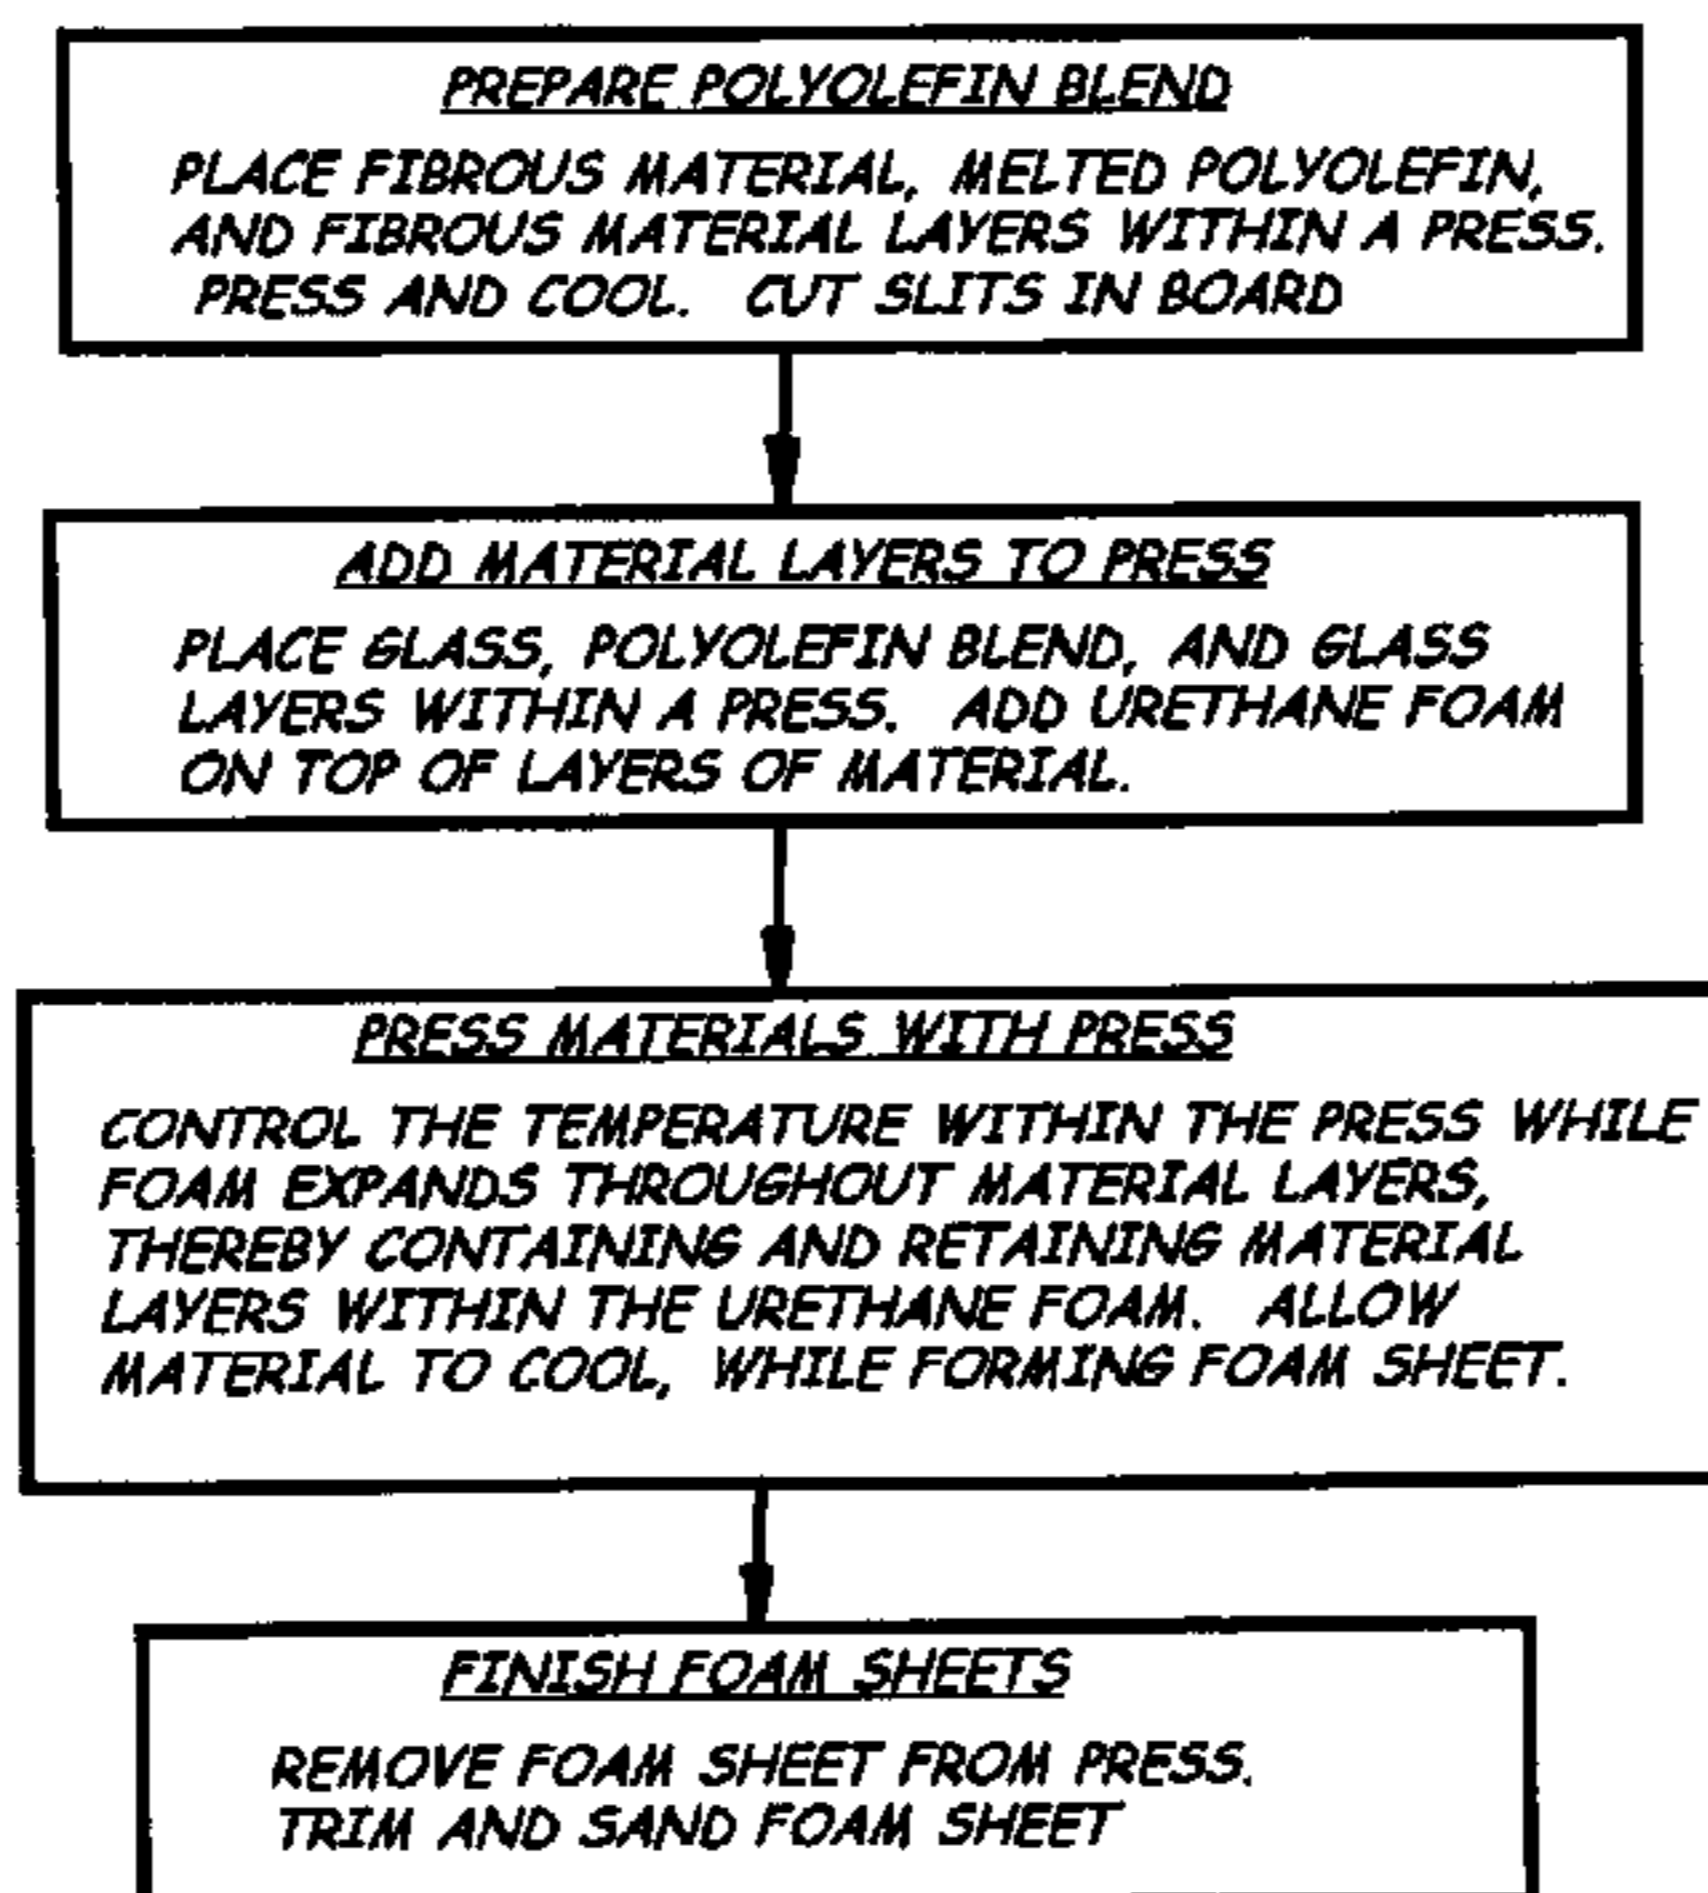 PREPARE POLYOLEFIN BLEND
PLACE FIBROUS MATERIAL, MELTED POLYOLEFIN,
AND FIBROUS MATERIAL LAYERS WITHIN A PRESS.
PRESS AND COOL. CUT SLITS IN BOARD
ADD MATERIAL LAYERS TO PRESS
PLACE GLASS, POLYOLEFIN BLEND, AND GLASS
LAYERS WITHIN A PRESS. ADD URETHANE FOAM
ON TOP OF LAYERS OF MATERIAL.
PRESS MATERIALS WITH PRESS
CONTROL THE TEMPERATURE WITHIN THE PRESS WHILE
FOAM EXPANDS THROUGHOUT MATERIAL LAYERS,
THEREBY CONTAINING AND RETAINING MATERIAL
LAYERS WITHIN THE URETHANE FOAM. ALLOW
MATERIAL TO COOL, WHILE FORMING FOAM SHEET.
FINISH FOAM SHEETS
REMOVE FOAM SHEET FROM PRESS.
TRIM AND SAND FOAM SHEET